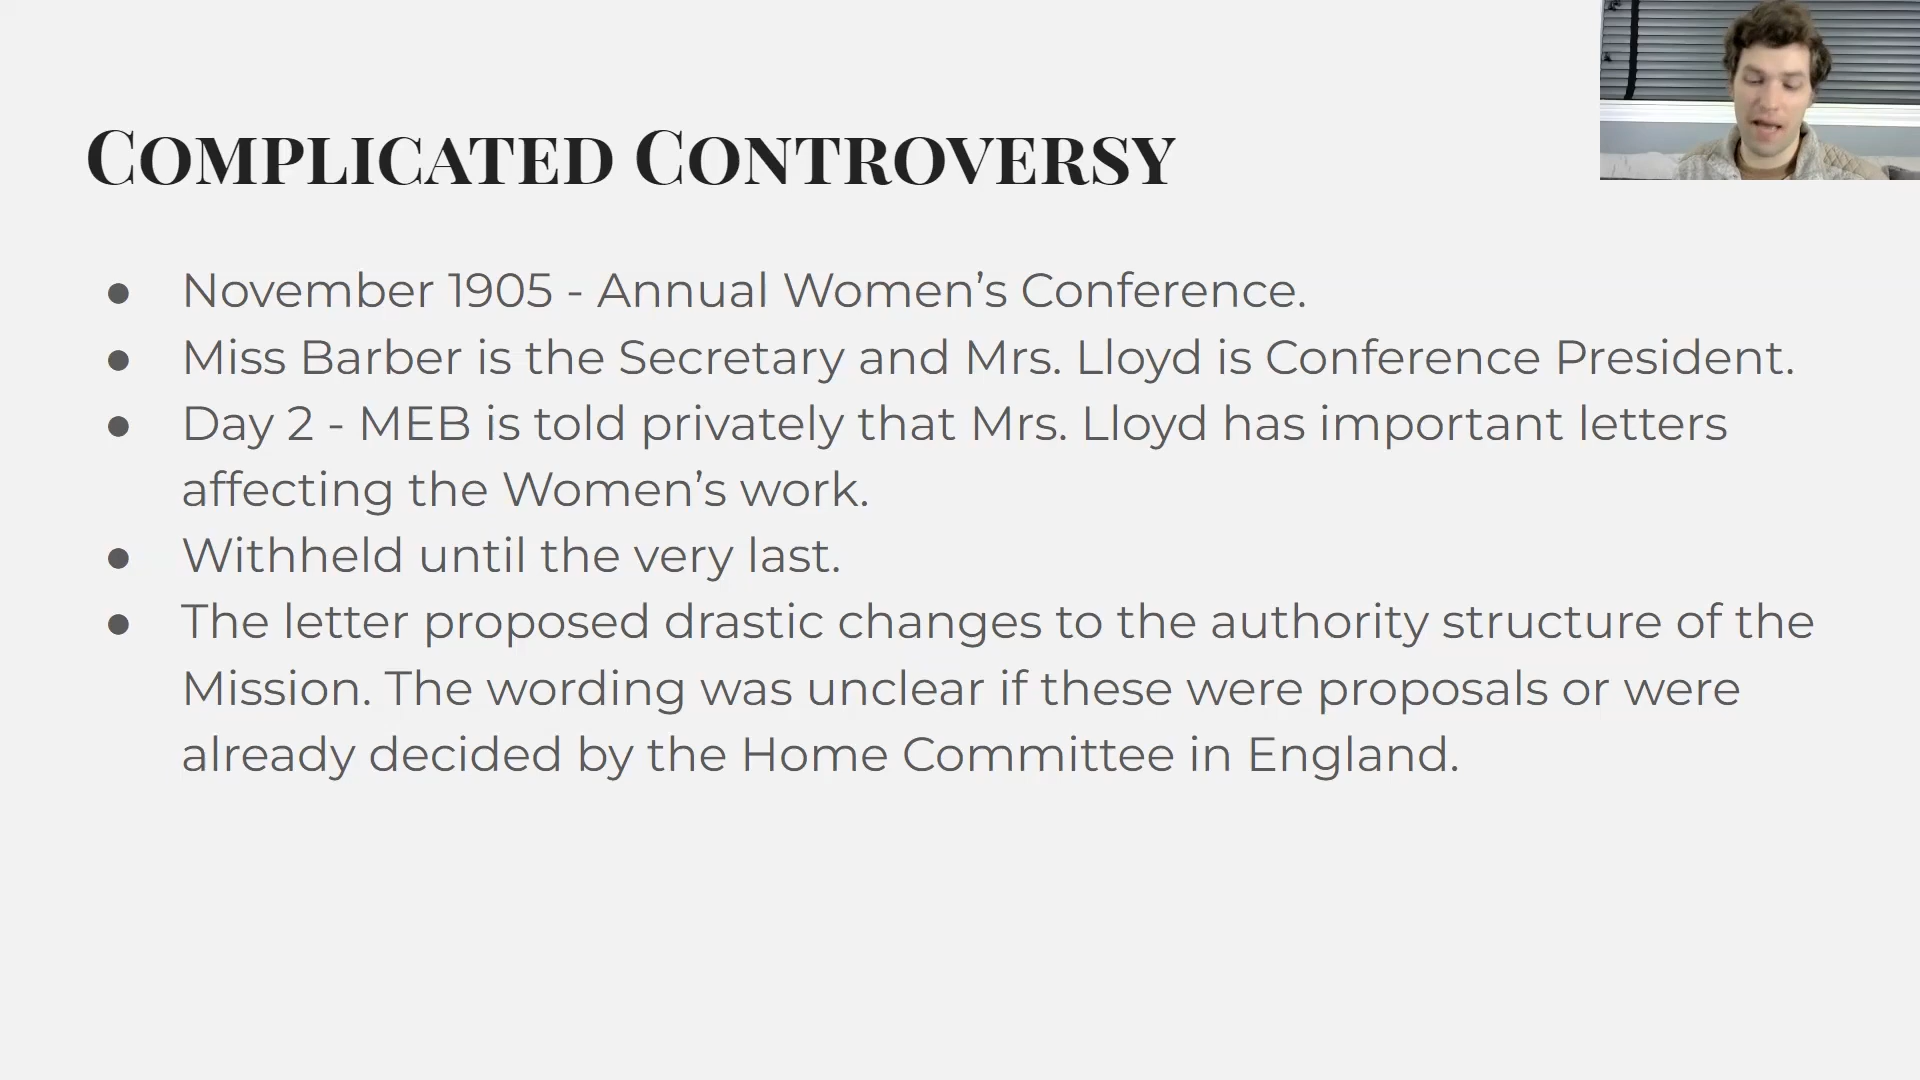 COMPLICATED CONTROVERSY
● November 1905 - Annual Women’s Conference.
● Miss Barber is the Secretary and Mrs. Lloyd is Conference President.
● Day 2 - MEB is told privately that Mrs. Lloyd has important letters
affecting the Women’s work.
● Withheld until the very last.
● The letter proposed drastic changes to the authority structure of the
Mission. The wording was unclear if these were proposals or were
already decided by the Home Committee in England.